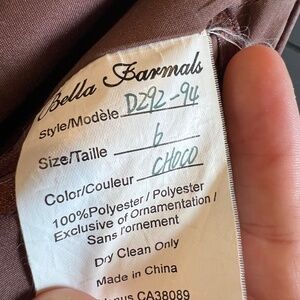 Bella Formals
Style/Modèle D292-94
Size/Taille 6
Color/Couleur CHOCO
100%Polyester / Polyester
Exclusive of Ornamentation /
Sans l'ornement
Dry Clean Only
Made in China
CA38089